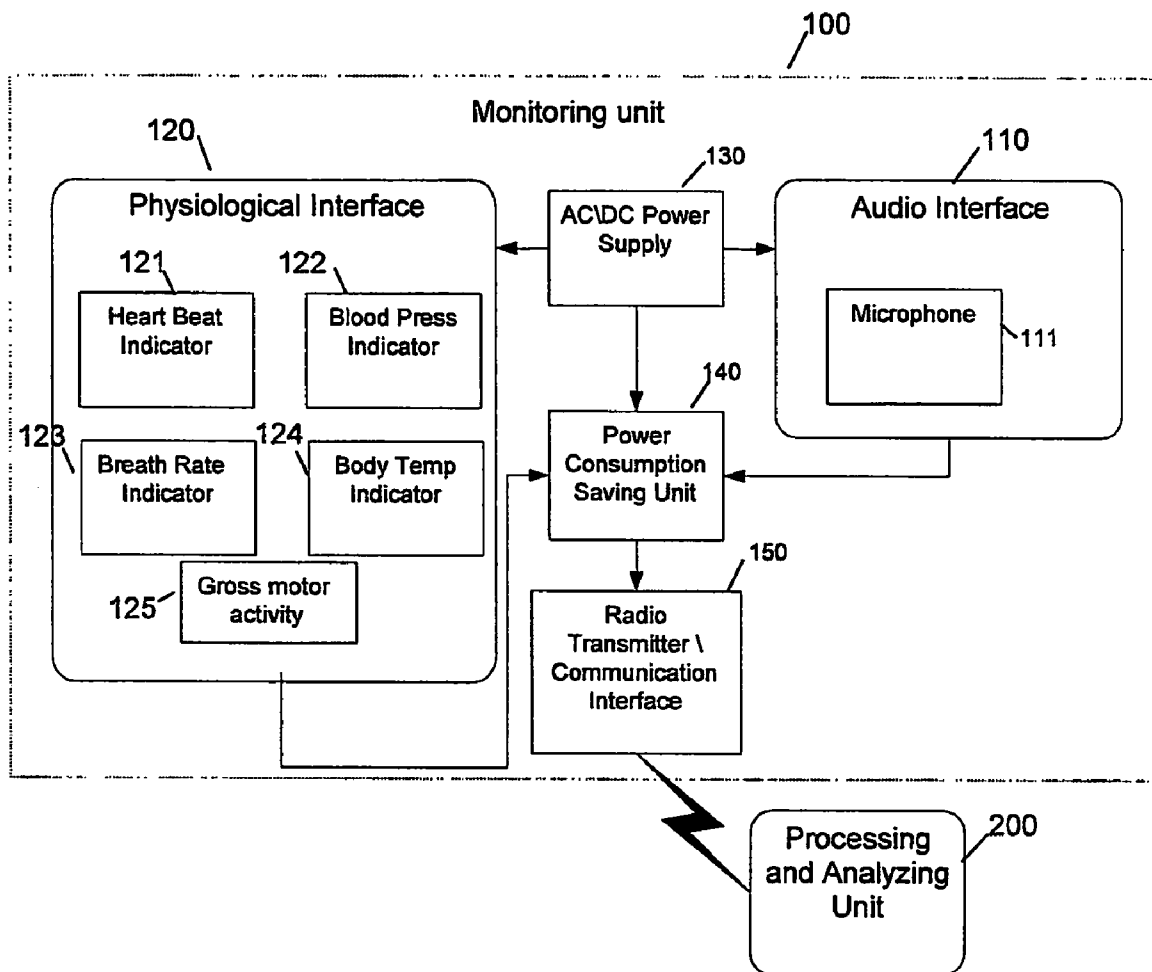 100
Monitoring unit
120
Physiological Interface
121
Heart Beat
Indicator
122
Blood Press
Indicator
123
Breath Rate
Indicator
124
Body Temp
Indicator
125
Gross motor
activity
130
AC\DC Power
Supply
110
Audio Interface
Microphone
111
140
Power
Consumption
Saving Unit
150
Radio
Transmitter \
Communication
Interface
200
Processing
and Analyzing
Unit